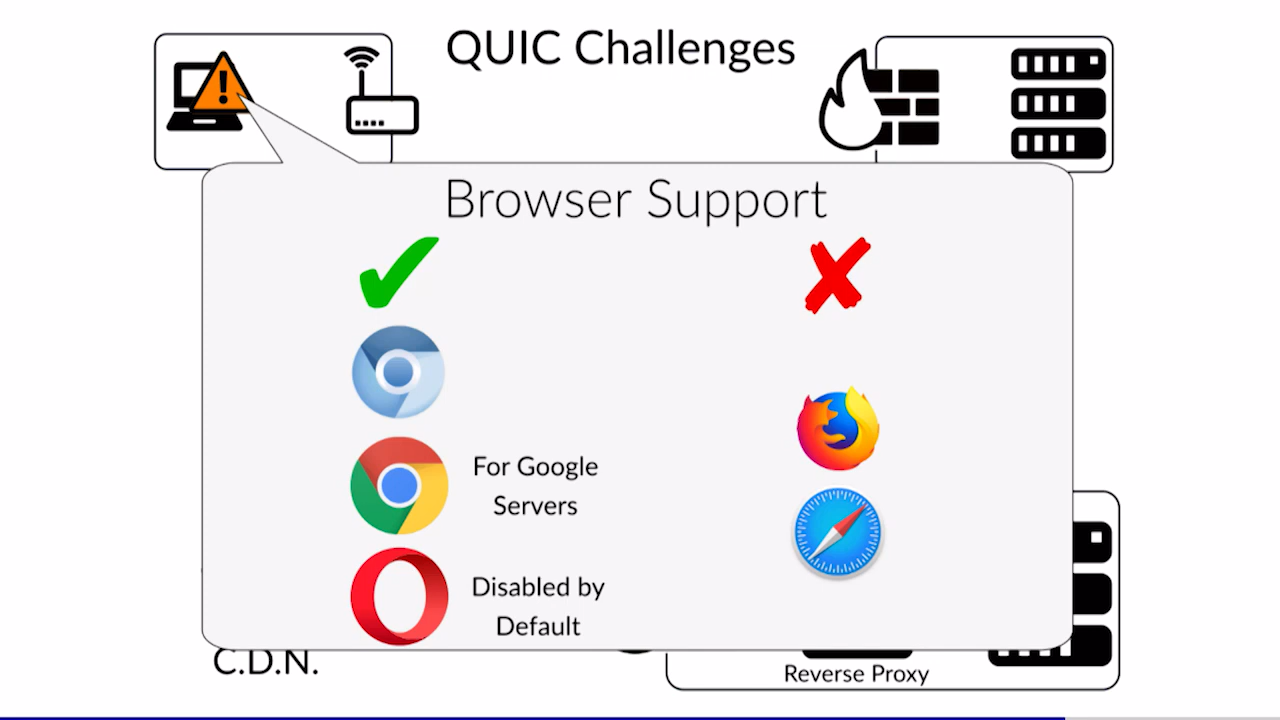 QUIC Challenges
Browser Support
For Google
Servers
Disabled by
Default
C.D.N.
Reverse Proxy